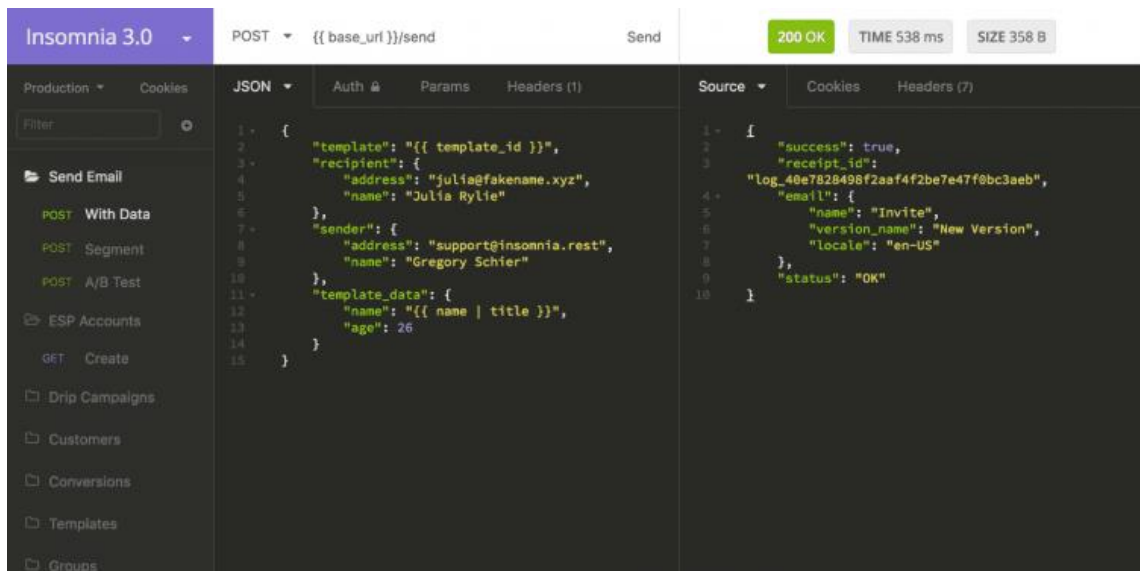 Insomnia 3.0
POST {{ base_url }}/send Send
200 OK TIME 538 ms SIZE 358 B
Production Cookies
Filter
Send Email
POST With Data
POST Segment
POST A/B Test
ESP Accounts
GET Create
Drip Campaigns
Customers
Conversions
Templates
Groups
JSON Auth Params Headers (1)
1 {
2 "template": "{{ template_id }}",
3 "recipient": {
4 "address": "julia@fakename.xyz",
5 "name": "Julia Rylie"
6 },
7 "sender": {
8 "address": "support@insomnia.rest",
9 "name": "Gregory Schier"
10 },
11 "template_data": {
12 "name": "{{ name | title }}",
13 "age": 26
14 }
15 }
Source Cookies Headers (7)
1 {
2 "success": true,
3 "receipt_id":
"log_40e7828498f2aaf4f2be7e47f0bc3aeb",
4 "email": {
5 "name": "Invite",
6 "version_name": "New Version",
7 "locale": "en-US"
8 },
9 "status": "OK"
10 }